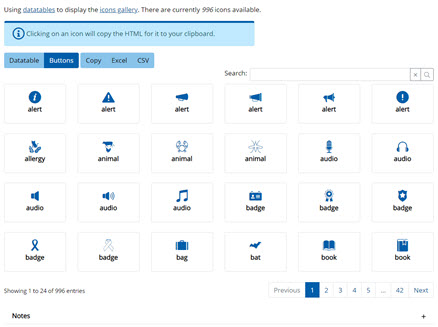 Using datatables to display the icons gallery. There are currently 996 icons available.
Clicking on an icon will copy the HTML for it to your clipboard.
Datatable Buttons Copy Excel CSV
Search:
alert alert alert alert alert alert
allergy animal animal animal audio audio
audio audio audio badge badge badge
badge badge bag bat book book
Showing 1 to 24 of 996 entries
Previous 1 2 3 4 5 ... 42 Next
Notes +